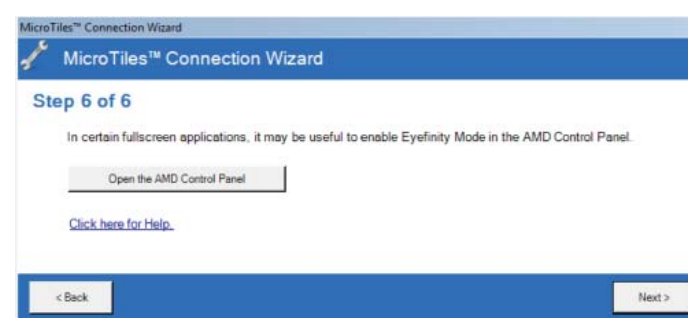 MicroTiles™ Connection Wizard
MicroTiles™ Connection Wizard
Step 6 of 6
In certain fullscreen applications, it may be useful to enable Eyefinity Mode in the AMD Control Panel.
Open the AMD Control Panel
Click here for Help.
< Back
Next >